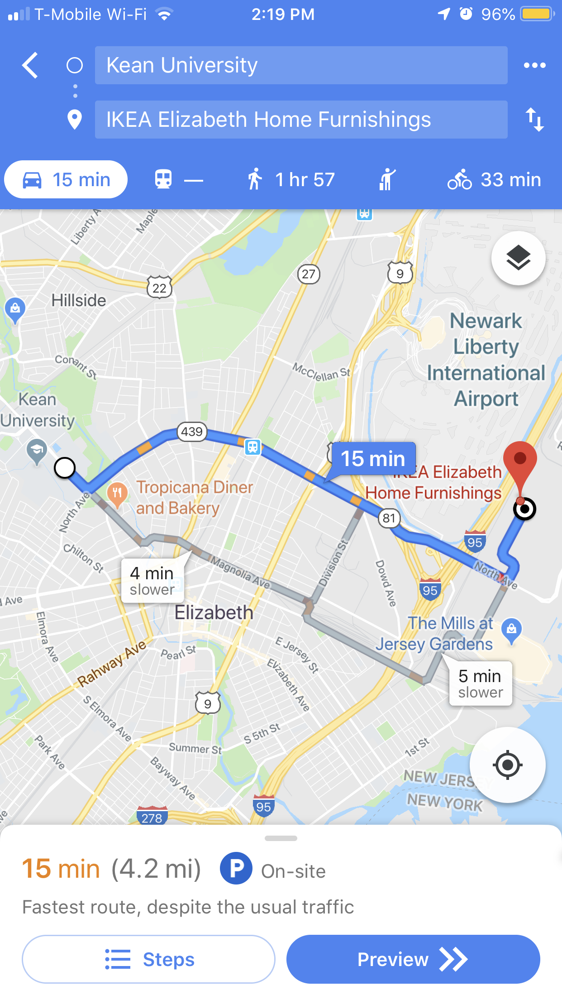 T-Mobile Wi-Fi
2:19 PM
96%
Kean University
IKEA Elizabeth Home Furnishings
15 min
—
1 hr 57
33 min
Liberty A
Maple
27
9
22
Hillside
Newark
Liberty
International
Airport
Conant St
McClellan St
Kean
University
439
15 min
IKEA Elizabeth
Home Furnishings
Tropicana Diner
and Bakery
North Ave
81
95
Chilton St
Magnolia Ave
Division St
Dowd Ave
North Ave
4 min
slower
95
Elizabeth
Elmora Ave
The Mills at
Jersey Gardens
Rahway Ave
Pearl St
E Jersey St
Elizabeth Ave
5 min
slower
9
S Elmora Ave
Park Ave
Summer St
S 5th St
1st St
Bayway Ave
NEW JERSEY
NEW YORK
95
278
15 min (4.2 mi)
P
On-site
Fastest route, despite the usual traffic
Steps
Preview